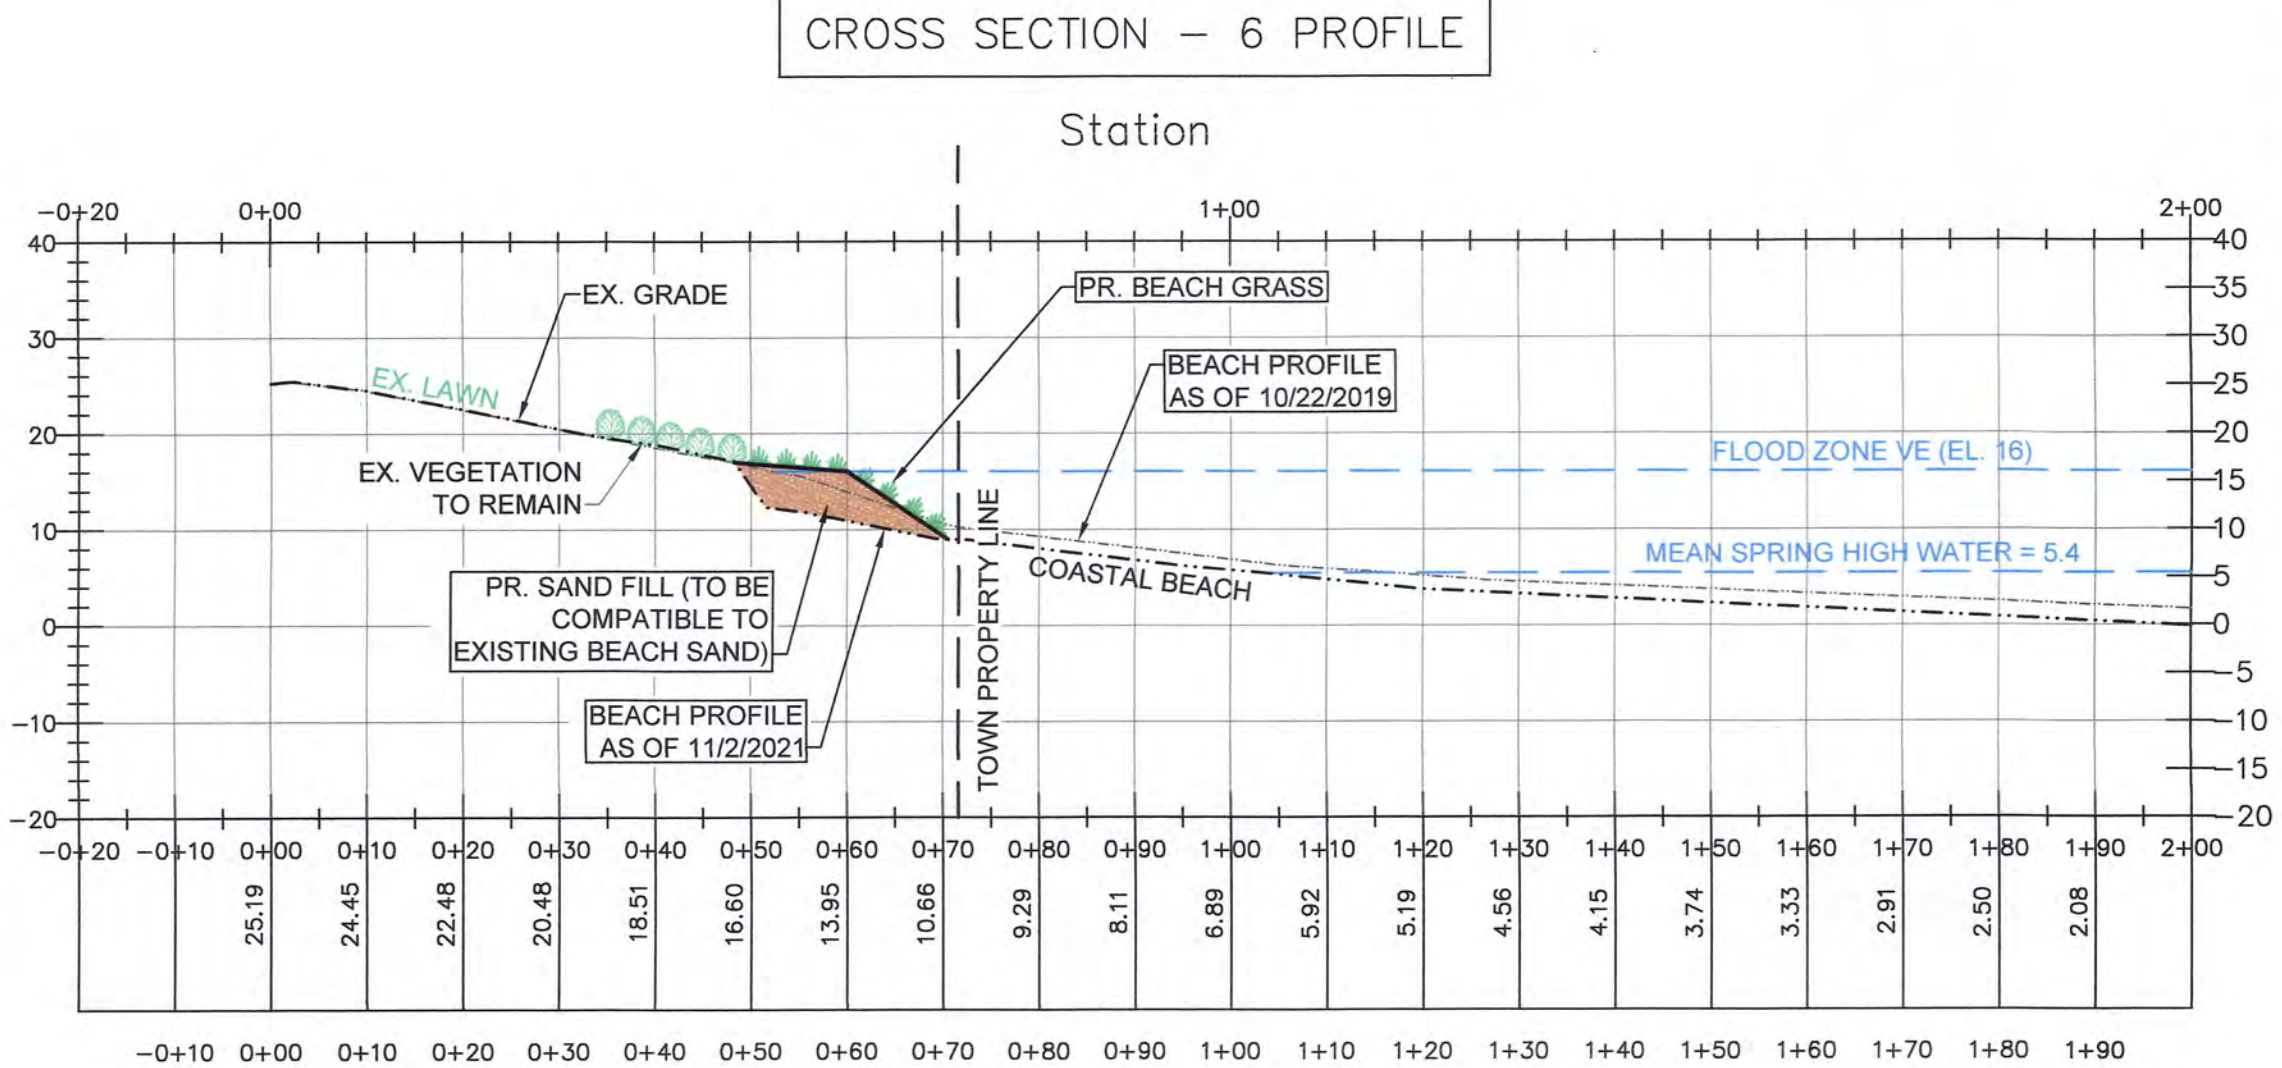 CROSS SECTION - 6 PROFILE
Station
-0+20 0+00 1+00 2+00
40 40
35
30 30
25
20 20
15
10 10
5
0 0
-5
-10 -10
-15
-20 -20
EX. GRADE
PR. BEACH GRASS
BEACH PROFILE
AS OF 10/22/2019
EX. LAWN
FLOOD ZONE VE (EL. 16)
EX. VEGETATION
TO REMAIN
MEAN SPRING HIGH WATER = 5.4
COASTAL BEACH
PR. SAND FILL (TO BE
COMPATIBLE TO
EXISTING BEACH SAND)
TOWN PROPERTY LINE
BEACH PROFILE
AS OF 11/2/2021
-0+20 -0+10 0+00 0+10 0+20 0+30 0+40 0+50 0+60 0+70 0+80 0+90 1+00 1+10 1+20 1+30 1+40 1+50 1+60 1+70 1+80 1+90 2+00
25.19 24.45 22.48 20.48 18.51 16.60 13.95 10.66 9.29 8.11 6.89 5.92 5.19 4.56 4.15 3.74 3.33 2.91 2.50 2.08
-0+10 0+00 0+10 0+20 0+30 0+40 0+50 0+60 0+70 0+80 0+90 1+00 1+10 1+20 1+30 1+40 1+50 1+60 1+70 1+80 1+90